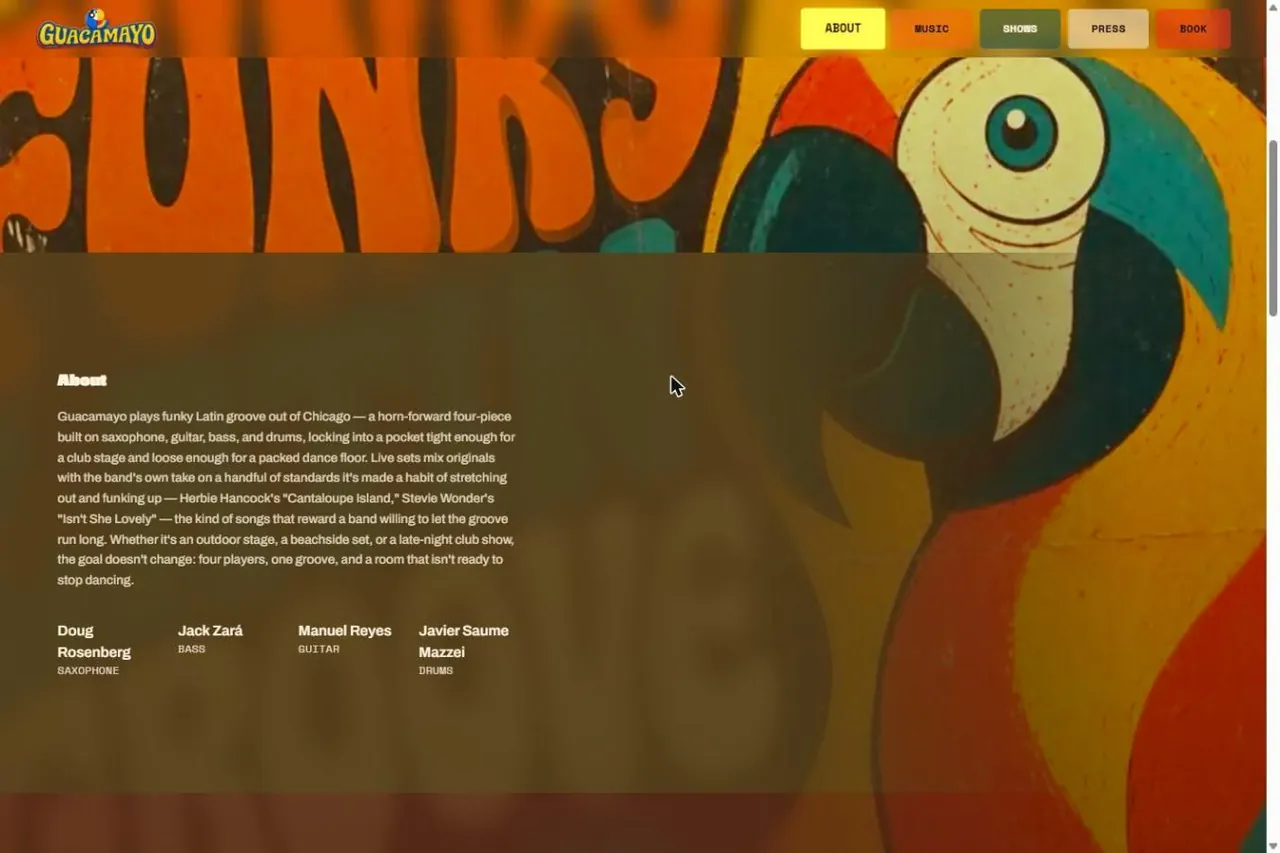 GUACAMAYO
ABOUT
MUSIC
SHOWS
PRESS
BOOK
FUNKY
About
Guacamayo plays funky Latin groove out of Chicago — a horn-forward four-piece
built on saxophone, guitar, bass, and drums, locking into a pocket tight enough for
a club stage and loose enough for a packed dance floor. Live sets mix originals
with the band's own take on a handful of standards it's made a habit of stretching
out and funking up — Herbie Hancock's "Cantaloupe Island," Stevie Wonder's
"Isn't She Lovely" — the kind of songs that reward a band willing to let the groove
run long. Whether it's an outdoor stage, a beachside set, or a late-night club show,
the goal doesn't change: four players, one groove, and a room that isn't ready to
stop dancing.
Doug
Rosenberg
SAXOPHONE
Jack Zará
BASS
Manuel Reyes
GUITAR
Javier Saume
Mazzei
DRUMS
GROOVE